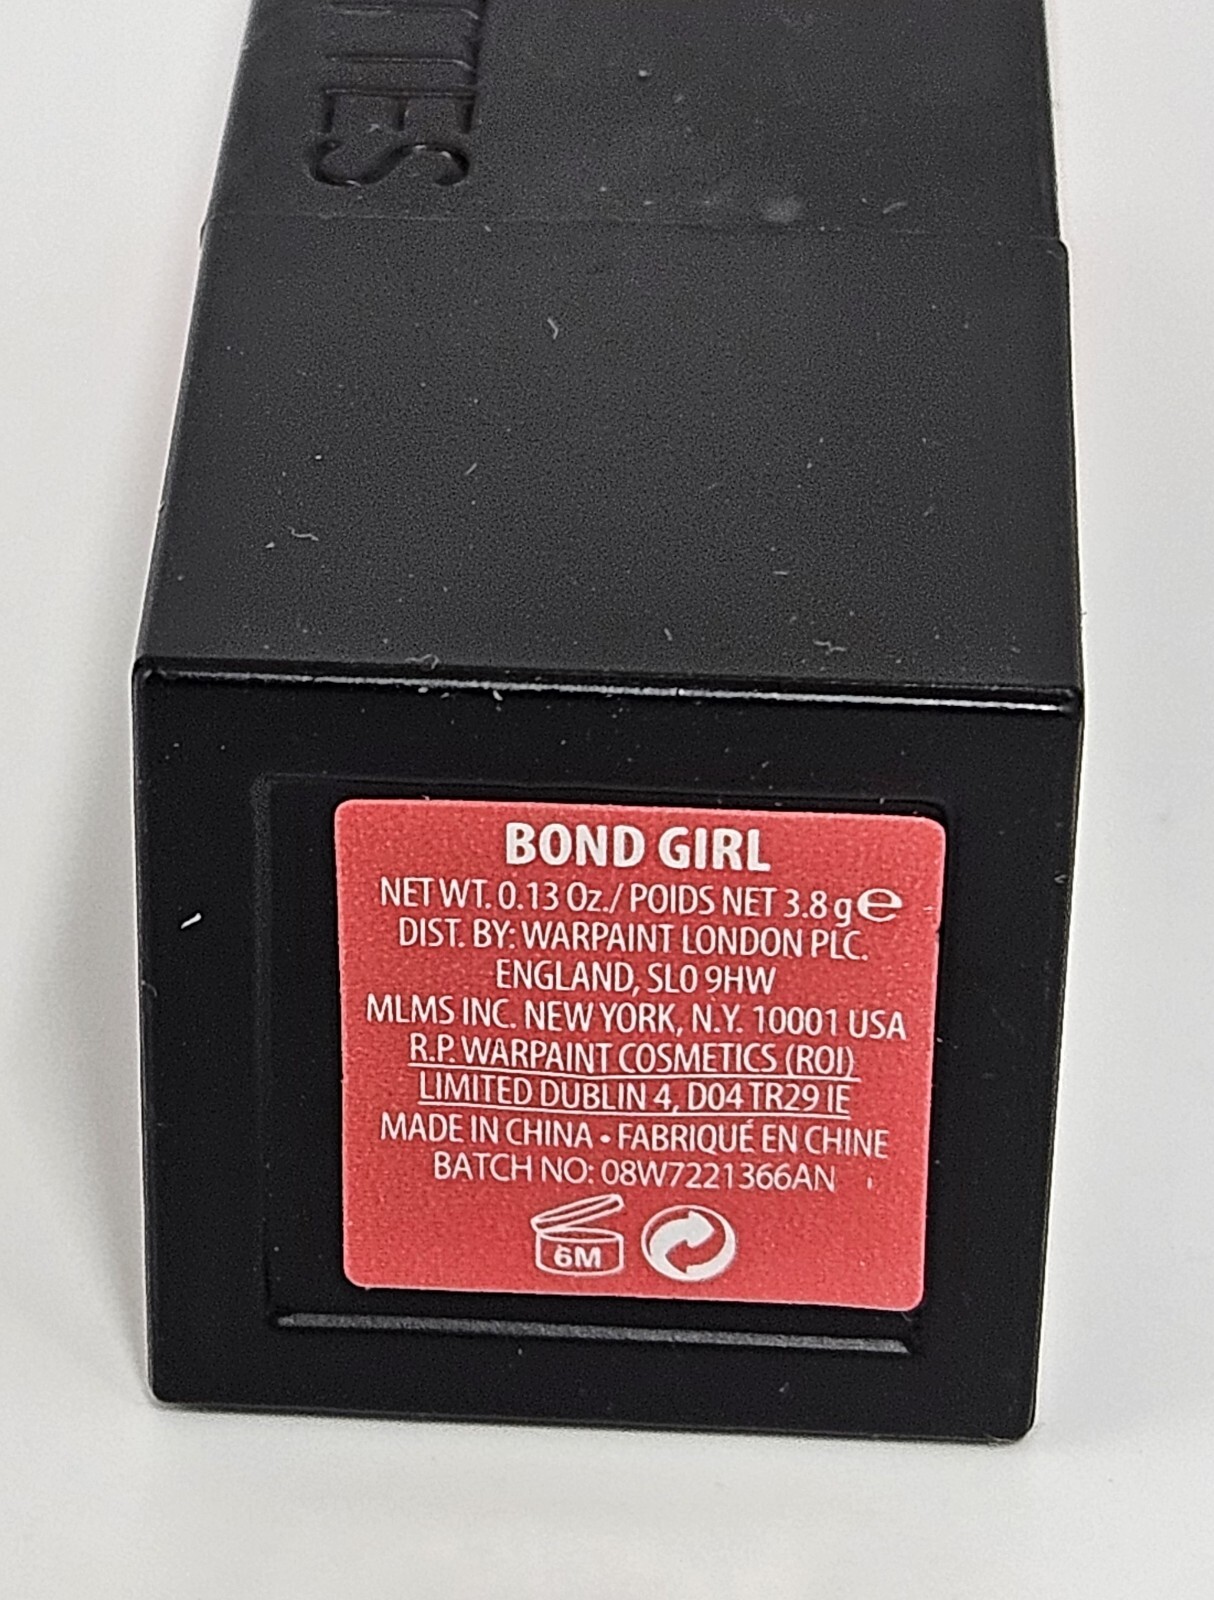 BOND GIRL
NET WT. 0.13 Oz./ POIDS NET 3.8 g e
DIST. BY: WARPAINT LONDON PLC.
ENGLAND, SL0 9HW
MLMS INC. NEW YORK, N.Y. 10001 USA
R.P. WARPAINT COSMETICS (ROI)
LIMITED DUBLIN 4, D04 TR29 IE
MADE IN CHINA • FABRIQUÉ EN CHINE
BATCH NO: 08W7221366AN
6M